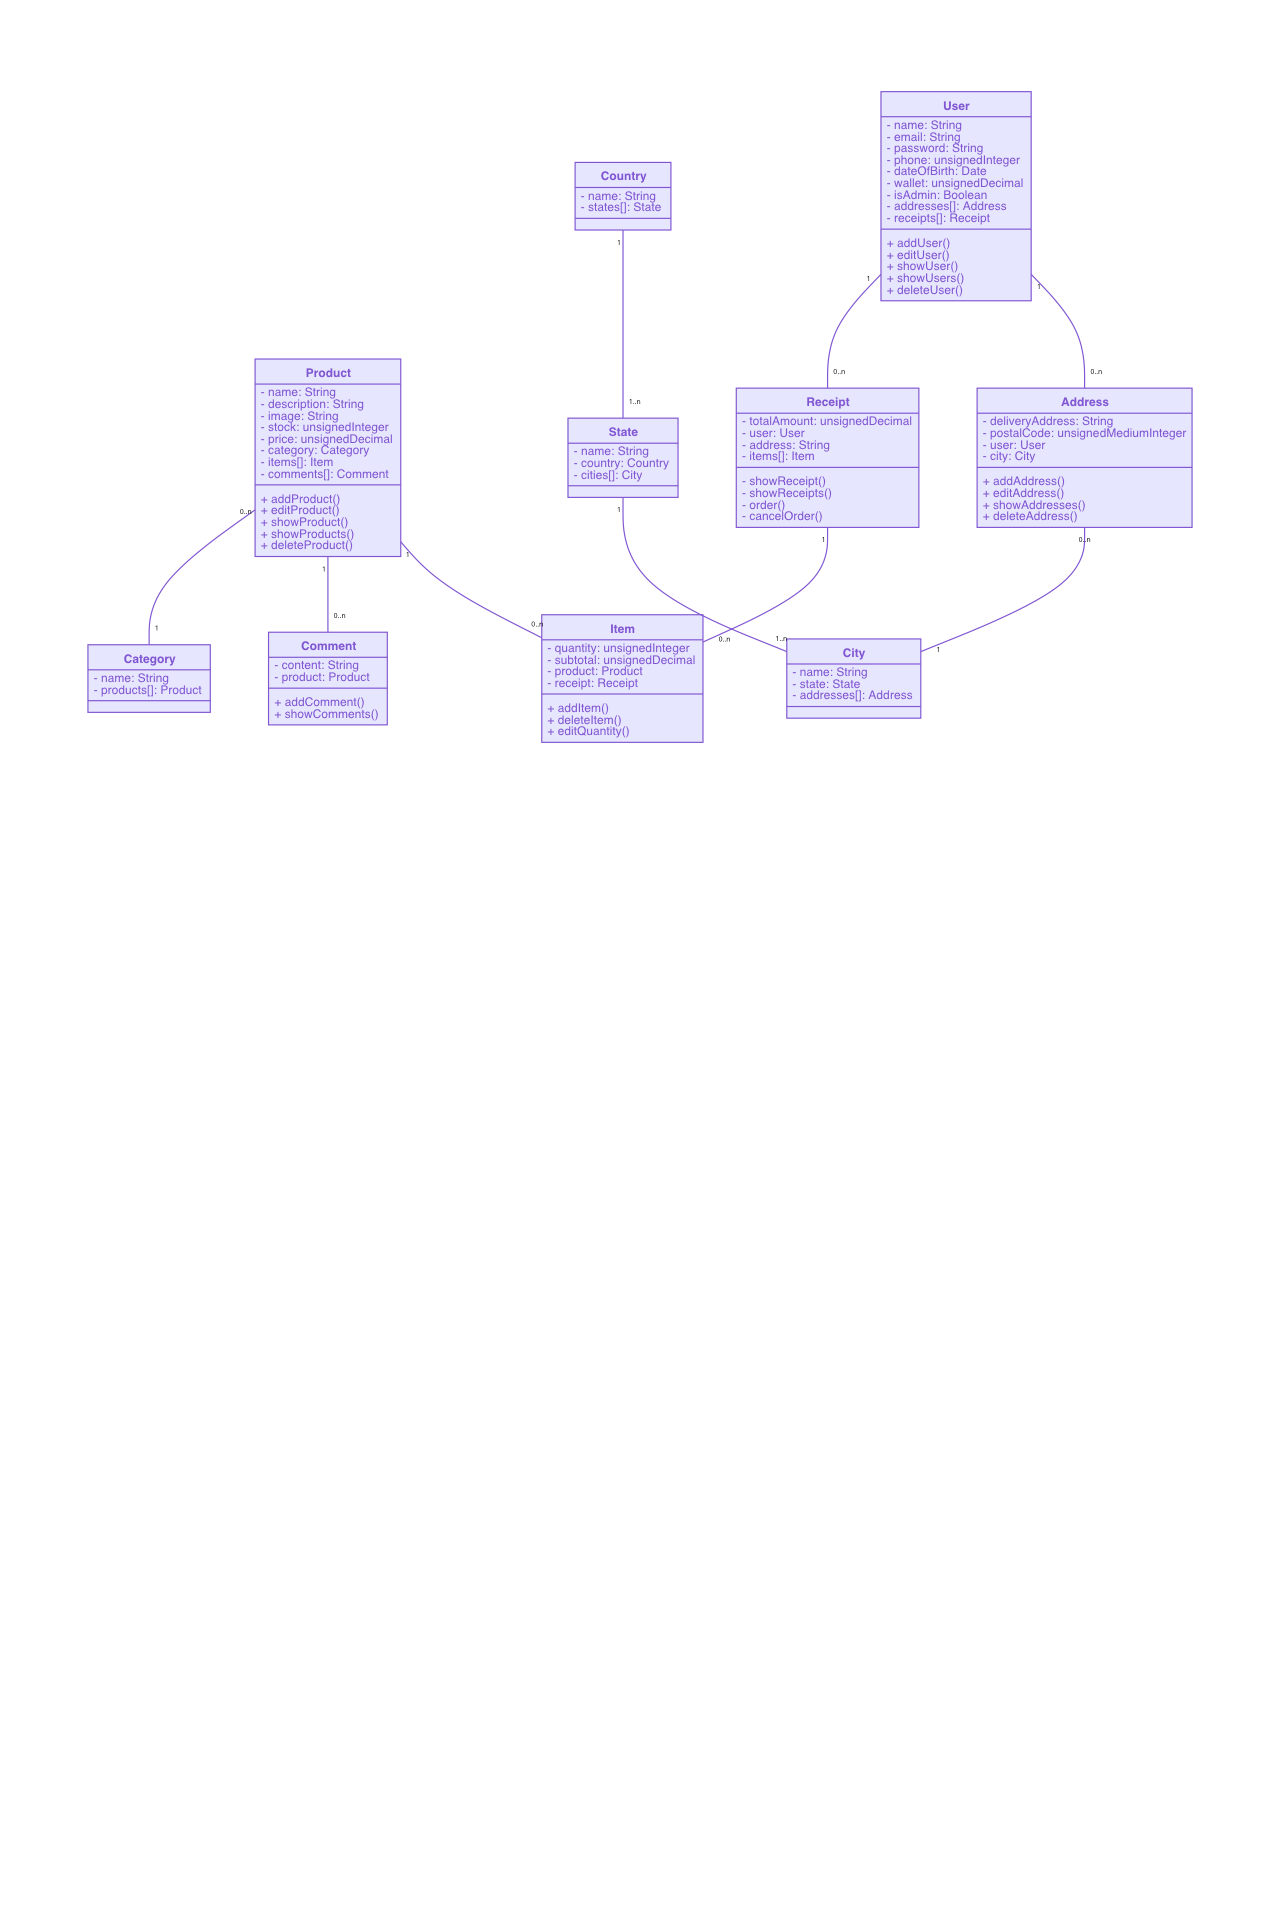 User
- name: String
- email: String
- password: String
- phone: unsignedInteger
- dateOfBirth: Date
- wallet: unsignedDecimal
- isAdmin: Boolean
- addresses[]: Address
- receipts[]: Receipt
+ addUser()
+ editUser()
+ showUser()
+ showUsers()
+ deleteUser()
1
1
Country
- name: String
- states[]: State
1
1..n
0..n
0..n
Product
- name: String
- description: String
- image: String
- stock: unsignedInteger
- price: unsignedDecimal
- category: Category
- items[]: Item
- comments[]: Comment
+ addProduct()
+ editProduct()
+ showProduct()
+ showProducts()
+ deleteProduct()
0..n
1
1
State
- name: String
- country: Country
- cities[]: City
1
Receipt
- totalAmount: unsignedDecimal
- user: User
- address: String
- items[]: Item
- showReceipt()
- showReceipts()
- order()
- cancelOrder()
1
Address
- deliveryAddress: String
- postalCode: unsignedMediumInteger
- user: User
- city: City
+ addAddress()
+ editAddress()
+ showAddresses()
+ deleteAddress()
0..n
1
0..n
0..n
0..n
1..n
1
Category
- name: String
- products[]: Product
Comment
- content: String
- product: Product
+ addComment()
+ showComments()
Item
- quantity: unsignedInteger
- subtotal: unsignedDecimal
- product: Product
- receipt: Receipt
+ addItem()
+ deleteItem()
+ editQuantity()
City
- name: String
- state: State
- addresses[]: Address